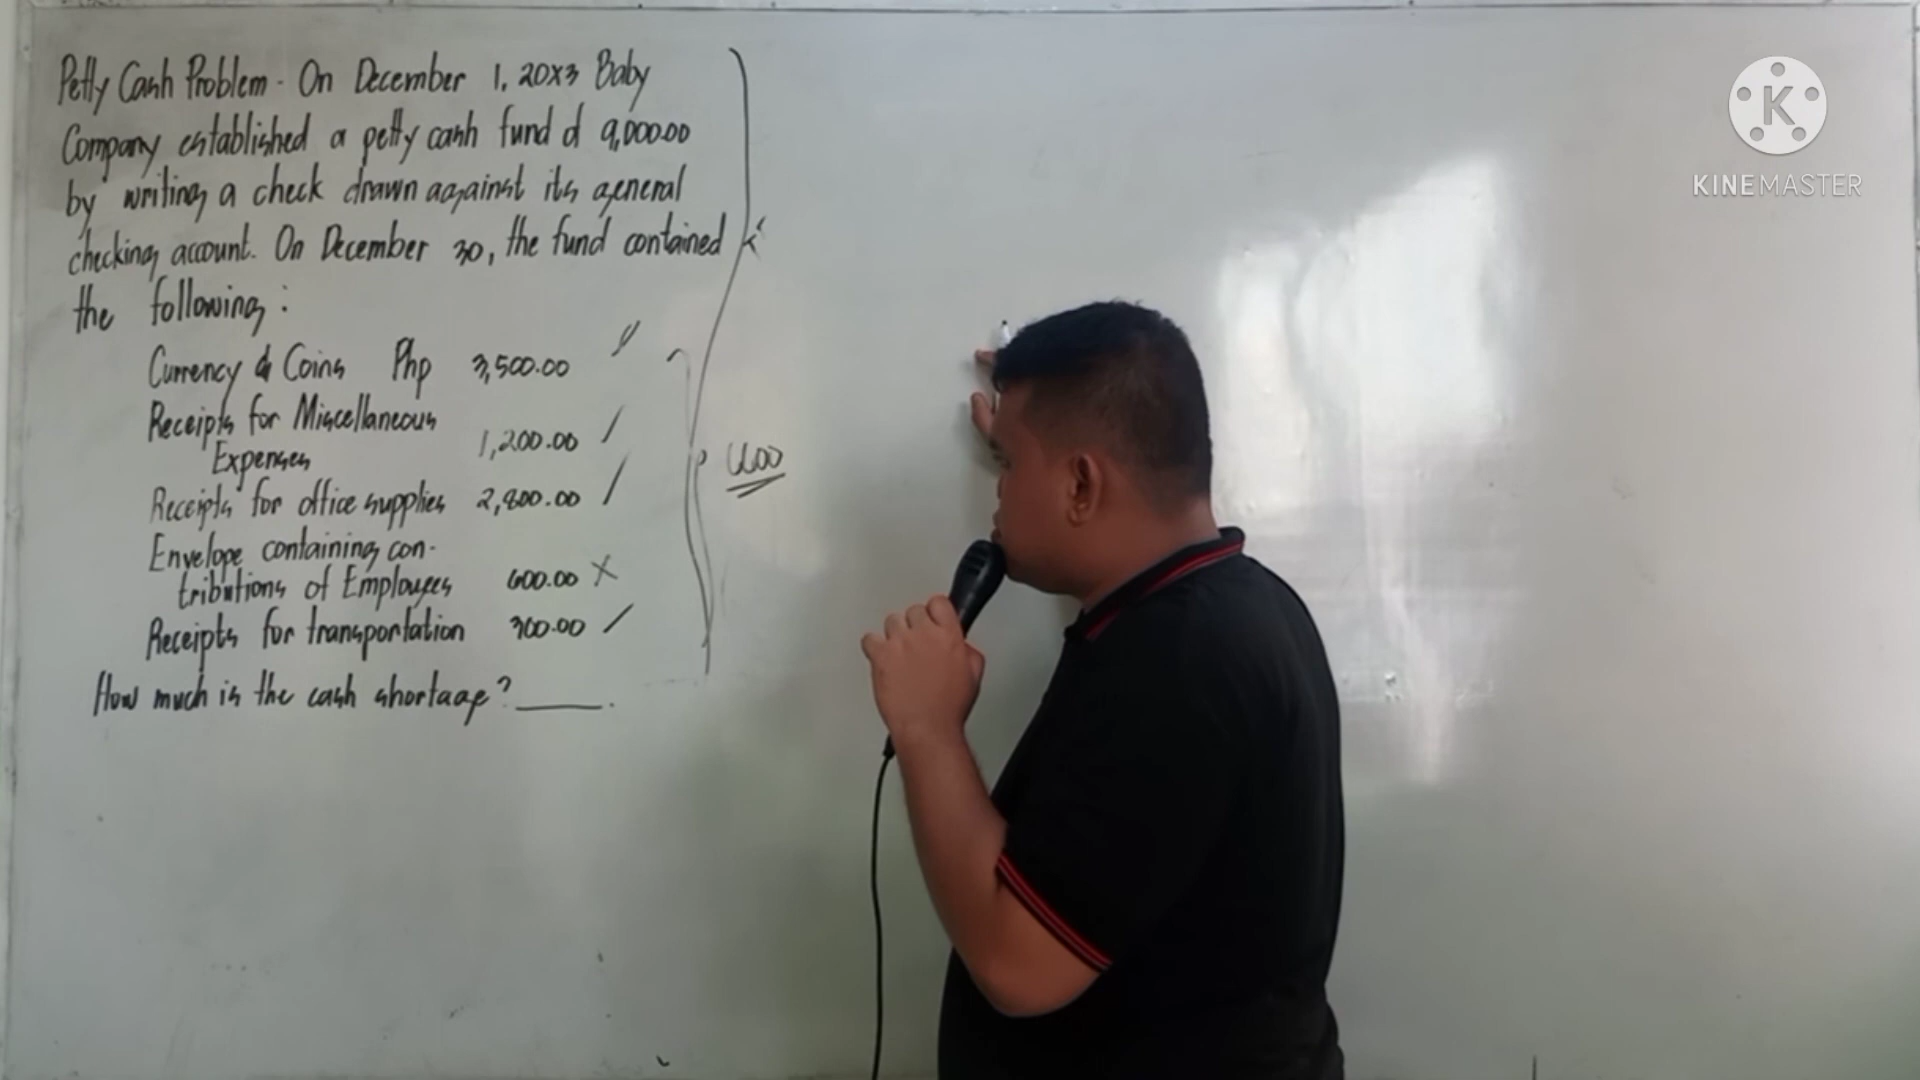 Petty Cash Problem - On December 1, 20x3 Baby
Company established a petty cash fund of 9,000.00
by writing a check drawn against its general
checking account. On December 30, the fund contained
the following:
Currency & Coins Php 3,500.00
Receipts for Miscellaneous
Expenses 1,200.00
Receipts for office supplies 2,800.00
Envelope containing con-
tributions of Employees 600.00
Receipts for transportation 300.00
How much is the cash shortage? ____.
K
KINEMASTER